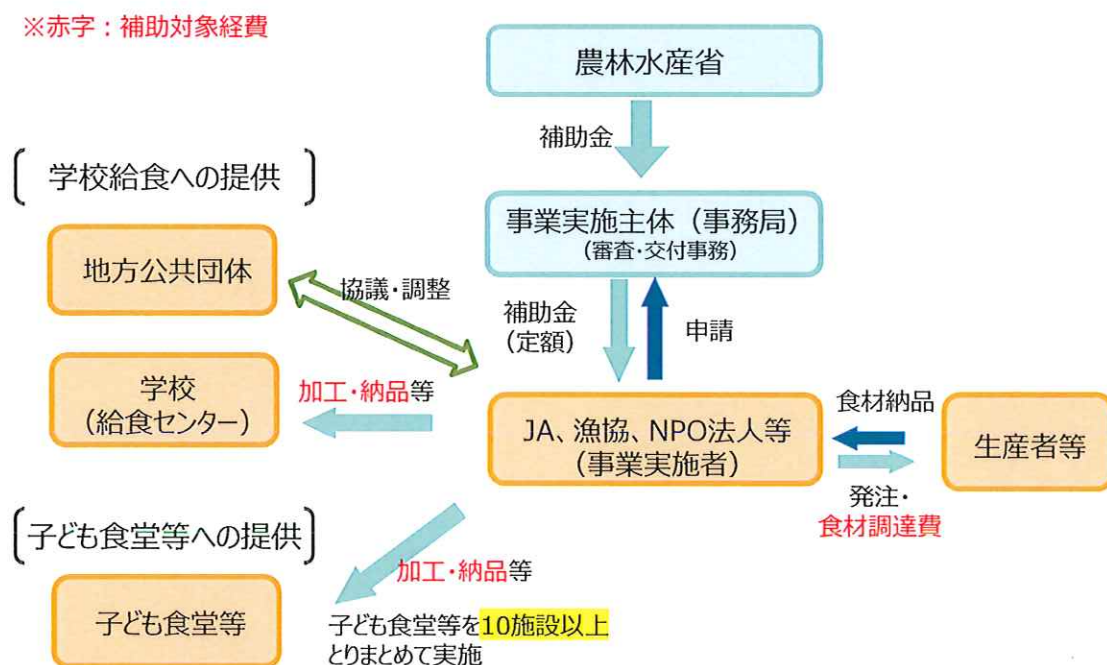 ※赤字：補助対象経費
農林水産省
補助金
〔 学校給食への提供 〕
事業実施主体（事務局）
（審査・交付事務）
地方公共団体
協議・調整
補助金
（定額）
申請
学校
（給食センター）
加工・納品等
JA、漁協、NPO法人等
（事業実施者）
食材納品
生産者等
発注・
食材調達費
〔子ども食堂等への提供〕
加工・納品等
子ども食堂等
子ども食堂等を10施設以上
とりまとめて実施